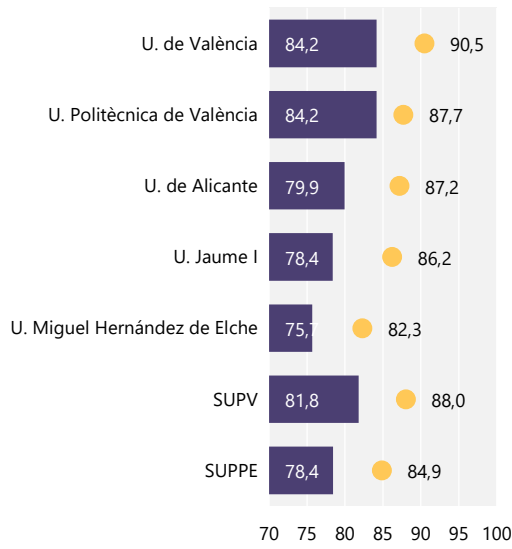 U. de València 84,2 90,5
U. Politècnica de València 84,2 87,7
U. de Alicante 79,9 87,2
U. Jaume I 78,4 86,2
U. Miguel Hernández de Elche 75,7 82,3
SUPV 81,8 88,0
SUPPE 78,4 84,9
70 75 80 85 90 95 100